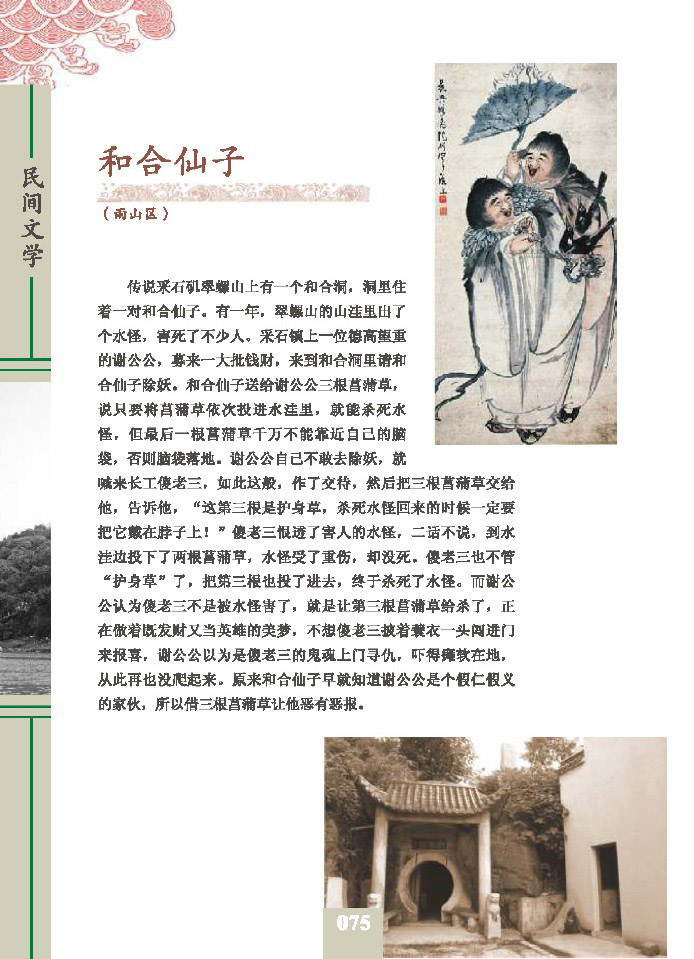 民间文学
和合仙子
（雨山区）
传说采石矶翠螺山上有一个和合洞，洞里住
着一对和合仙子。有一年，翠螺山的山洼里出了
个水怪，害死了不少人。采石镇上一位德高望重
的谢公公，募来一大批钱财，来到和合洞里请和
合仙子除妖。和合仙子送给谢公公三根菖蒲草，
说只要将菖蒲草依次投进水洼里，就能杀死水
怪，但最后一根菖蒲草千万不能靠近自己的脑
袋，否则脑袋落地。谢公公自己不敢去除妖，就
喊来长工傻老三，如此这般，作了交待，然后把三根菖蒲草交给
他，告诉他，“这第三根是护身草，杀死水怪回来的时候一定要
把它戴在脖子上！”傻老三恨透了害人的水怪，二话不说，到水
洼边投下了两根菖蒲草，水怪受了重伤，却没死。傻老三也不管
“护身草”了，把第三根也投了进去，终于杀死了水怪。而谢公
公认为傻老三不是被水怪害了，就是让第三根菖蒲草给杀了，正
在做着既发财又当英雄的美梦，不想傻老三披着蓑衣一头闯进门
来报喜，谢公公以为是傻老三的鬼魂上门寻仇，吓得瘫软在地，
从此再也没爬起来。原来和合仙子早就知道谢公公是个假仁假义
的家伙，所以借三根菖蒲草让他恶有恶报。
075